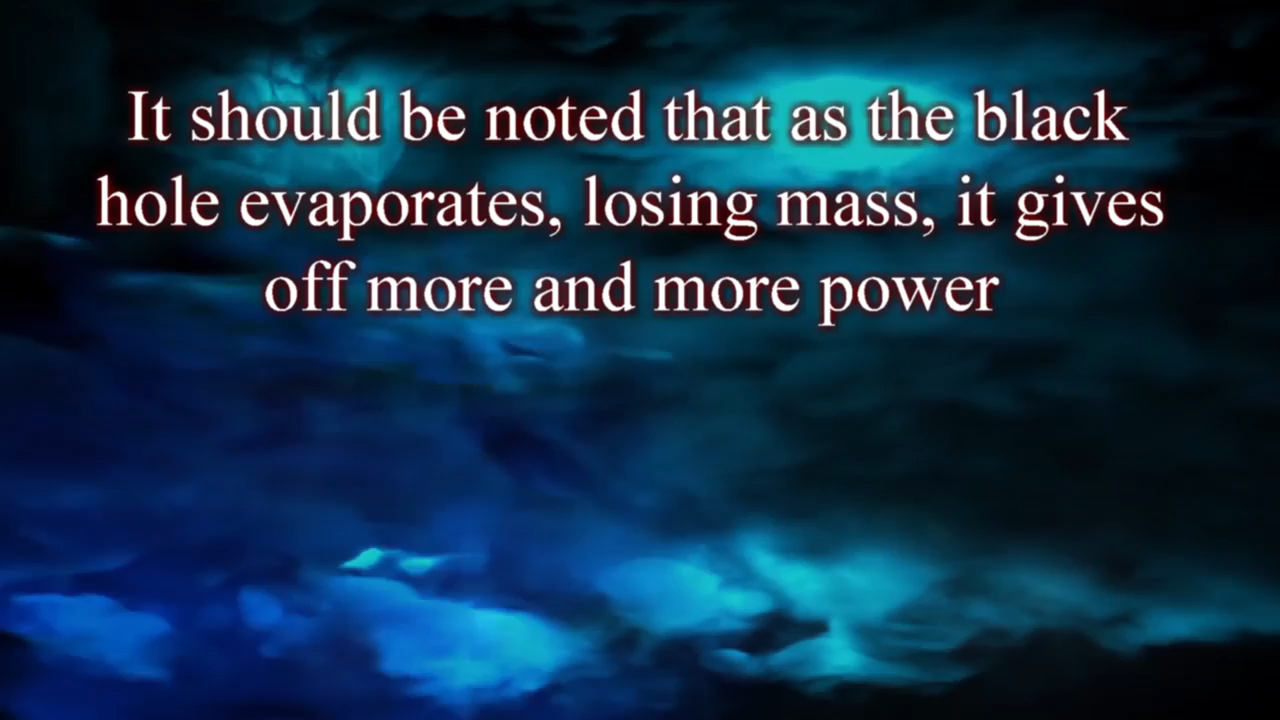 It should be noted that as the black
hole evaporates, losing mass, it gives
off more and more power